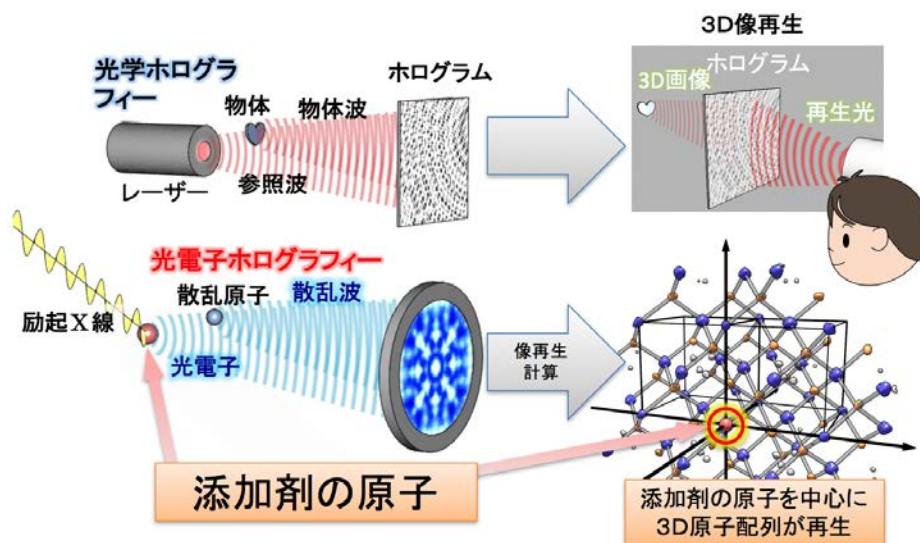 光学ホログラ
フィー
物体
物体波
ホログラム
レーザー
参照波
3D像再生
ホログラム
3D画像
再生光
光電子ホログラフィー
散乱原子
散乱波
励起X線
光電子
像再生
計算
添加剤の原子
添加剤の原子を中心に
3D原子配列が再生